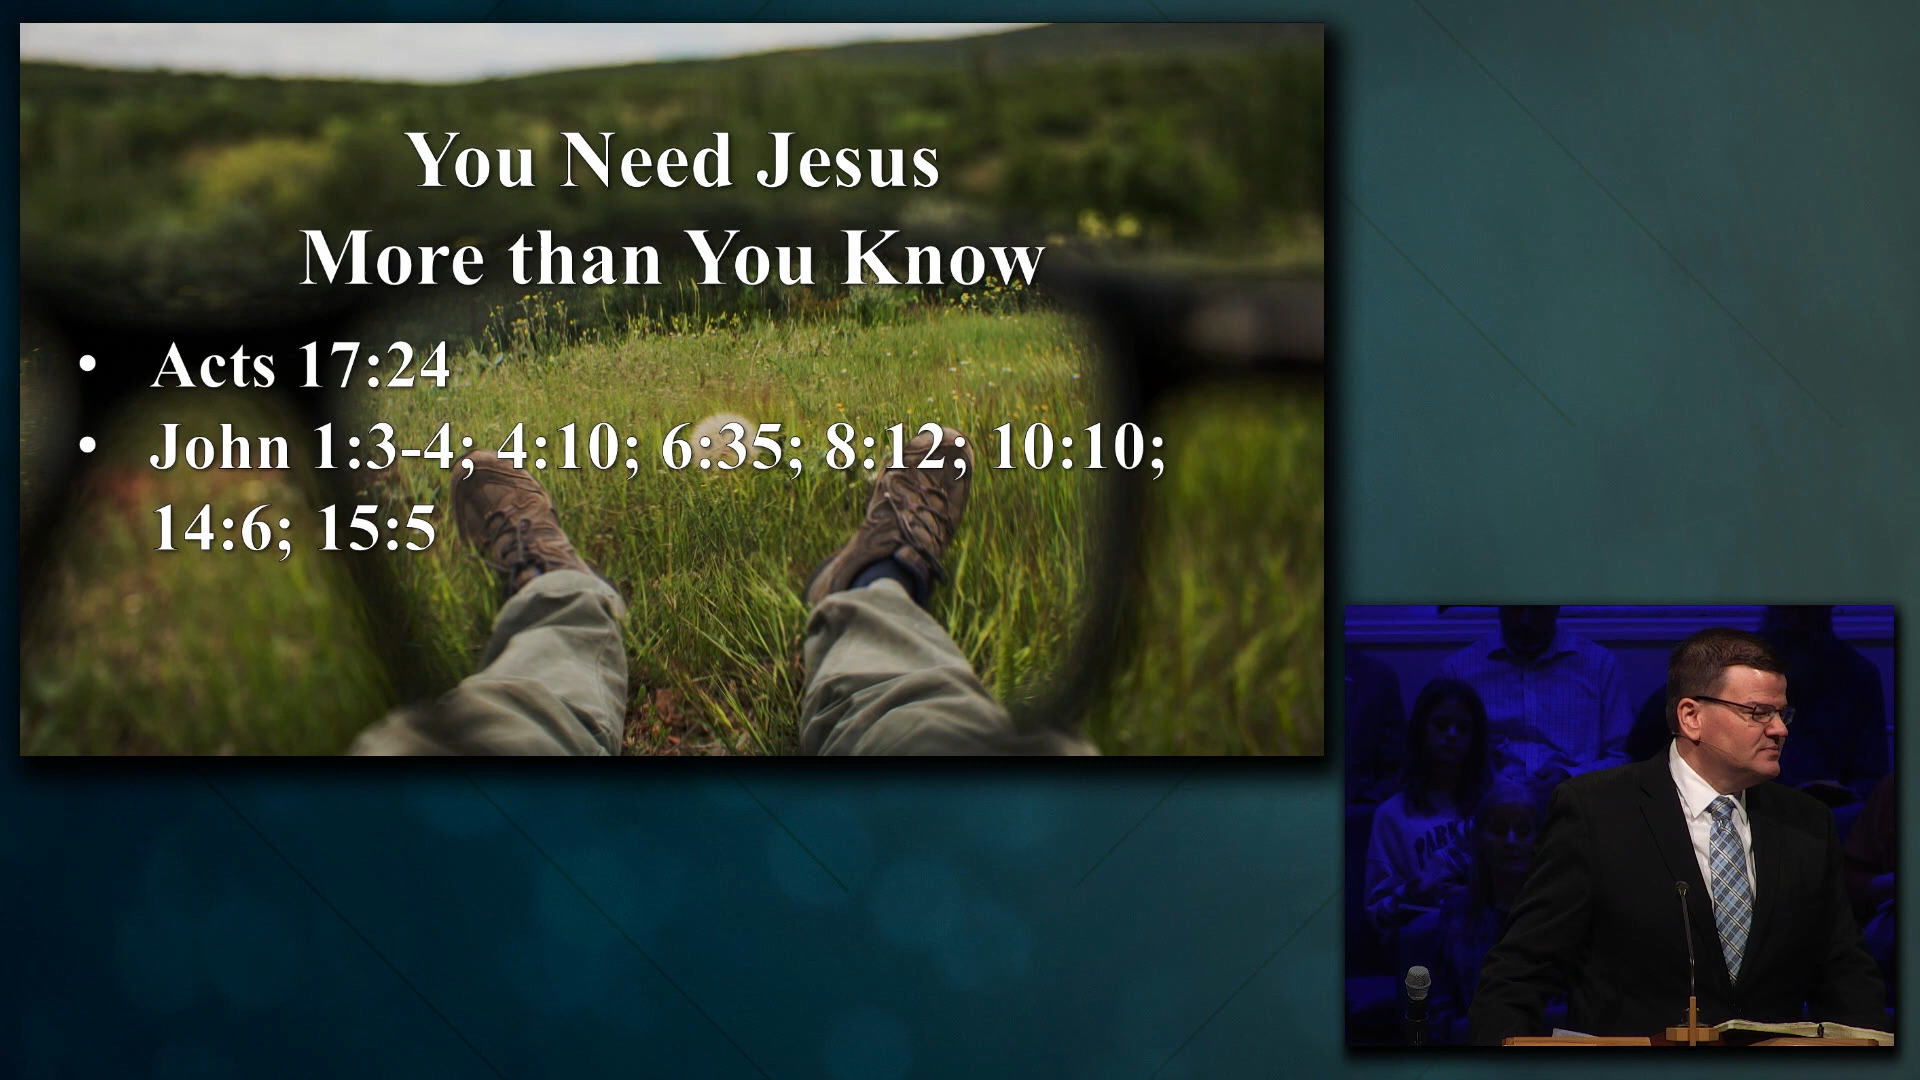 You Need Jesus
More than You Know
• Acts 17:24
• John 1:3-4; 4:10; 6:35; 8:12; 10:10;
14:6; 15:5